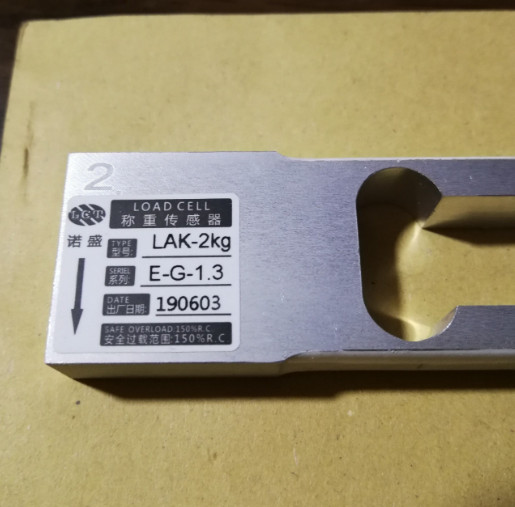 2
LCT
LOAD CELL
称重传感器
诺盛
TYPE
型号:
LAK-2kg
SERIEL
系列:
E-G-1.3
DATE
出厂日期:
190603
SAFE OVERLOAD:150%R.C.
安全过载范围:150%R.C